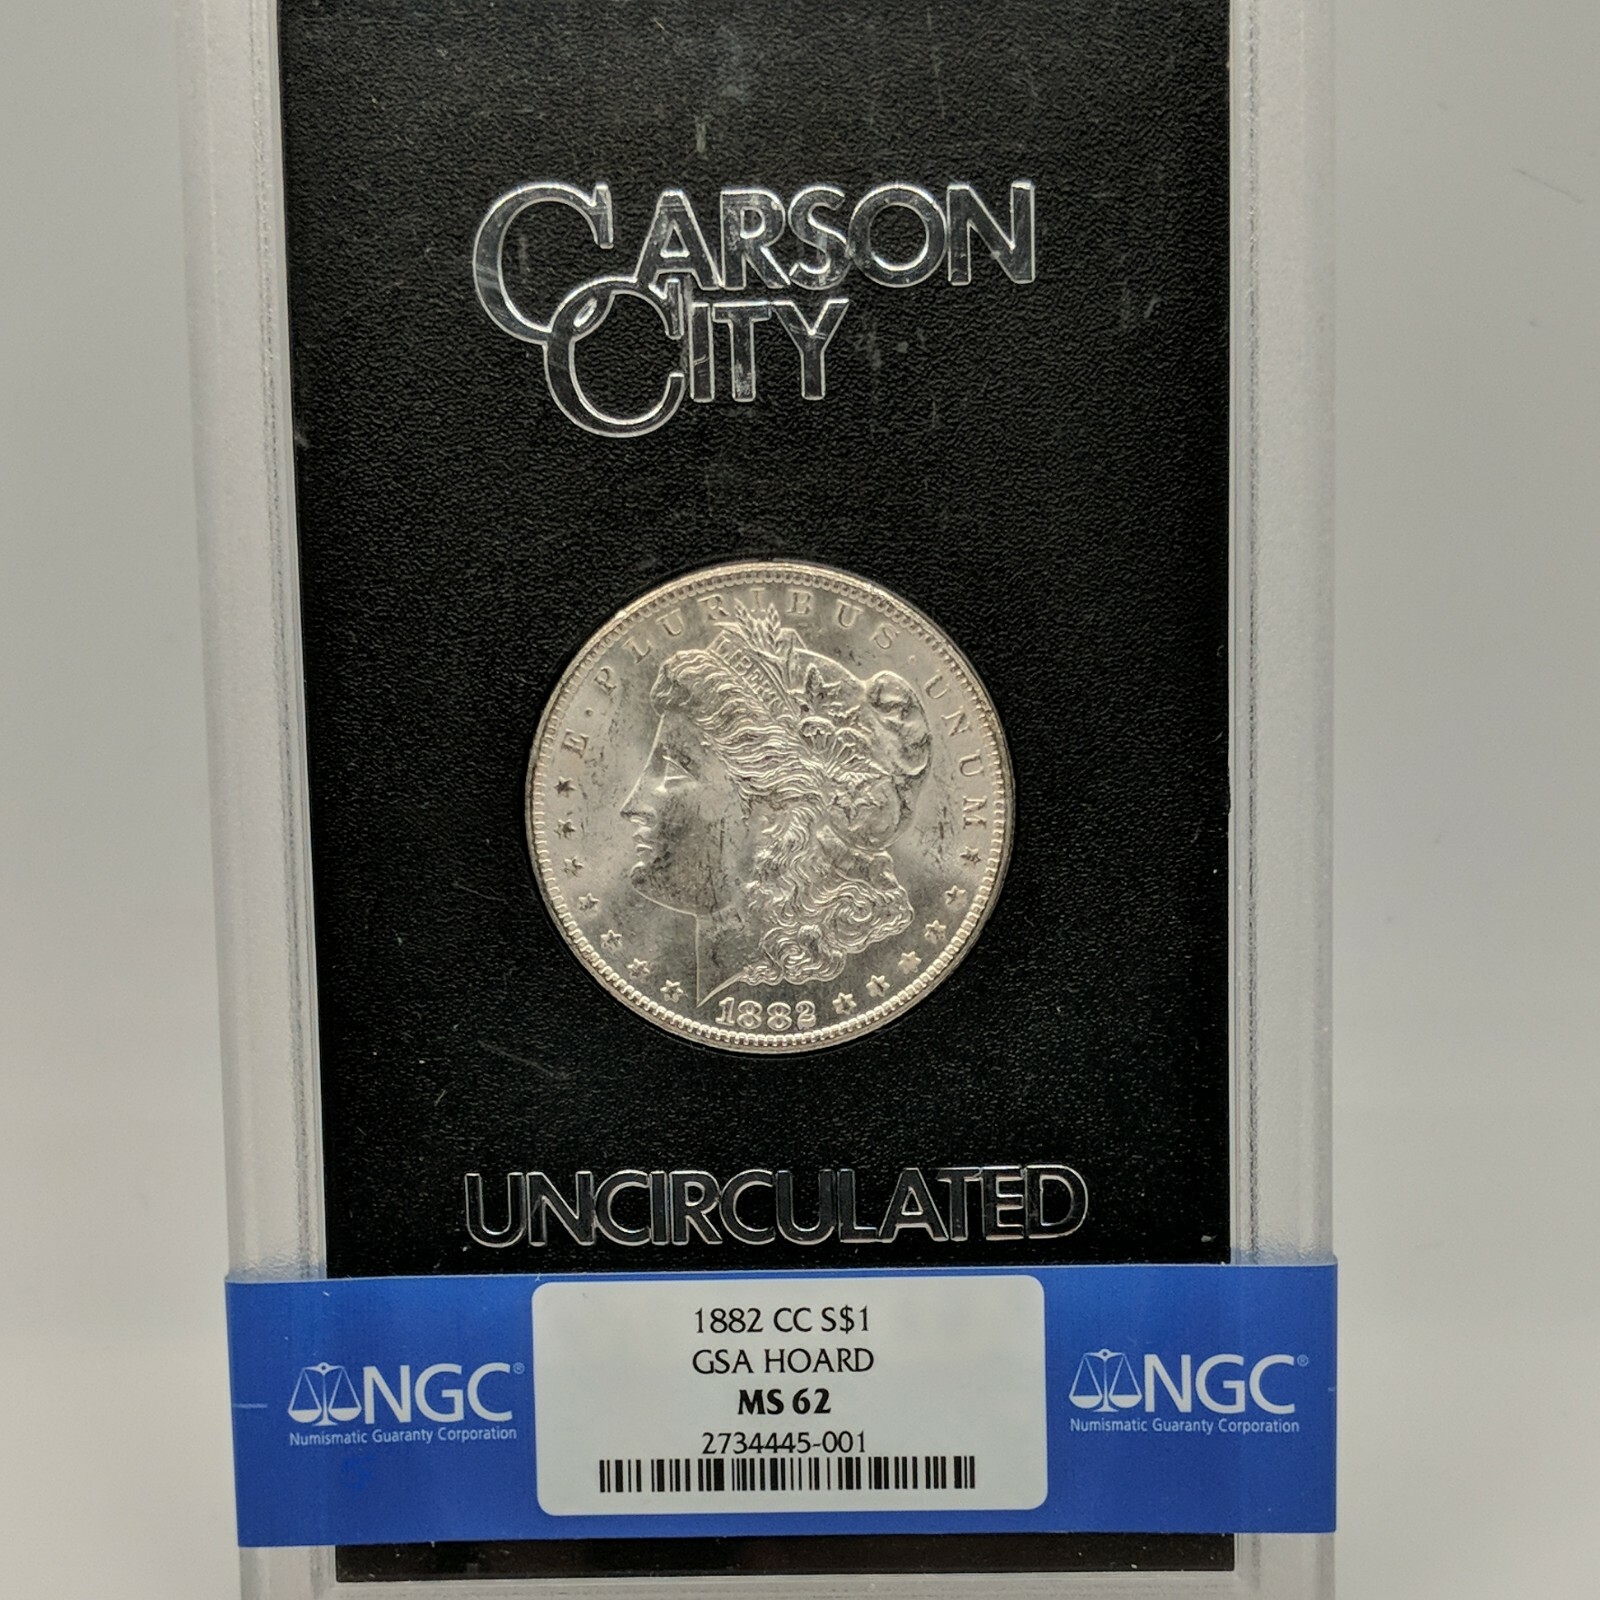 CARSON
CITY
E · PLURIBUS · UNUM
LIBERTY
1882
UNCIRCULATED
1882 CC S$1
GSA HOARD
MS 62
2734445-001
NGC®
Numismatic Guaranty Corporation
NGC®
Numismatic Guaranty Corporation